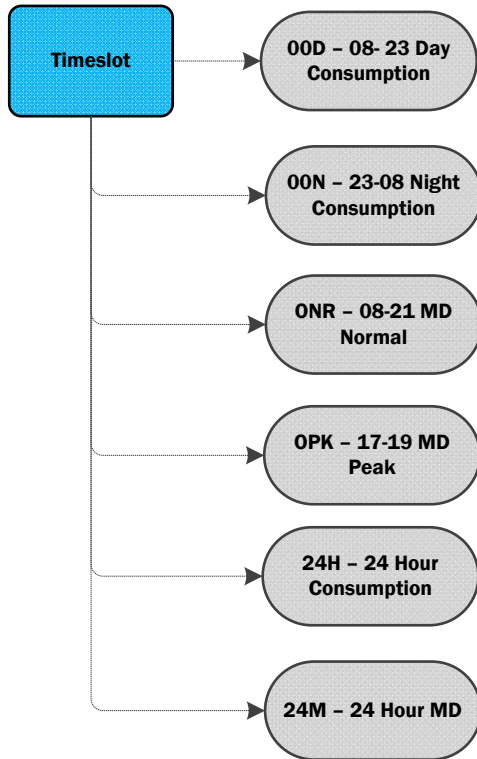 Timeslot
00D – 08- 23 Day
Consumption
00N – 23-08 Night
Consumption
0NR – 08-21 MD
Normal
0PK – 17-19 MD
Peak
24H – 24 Hour
Consumption
24M – 24 Hour MD